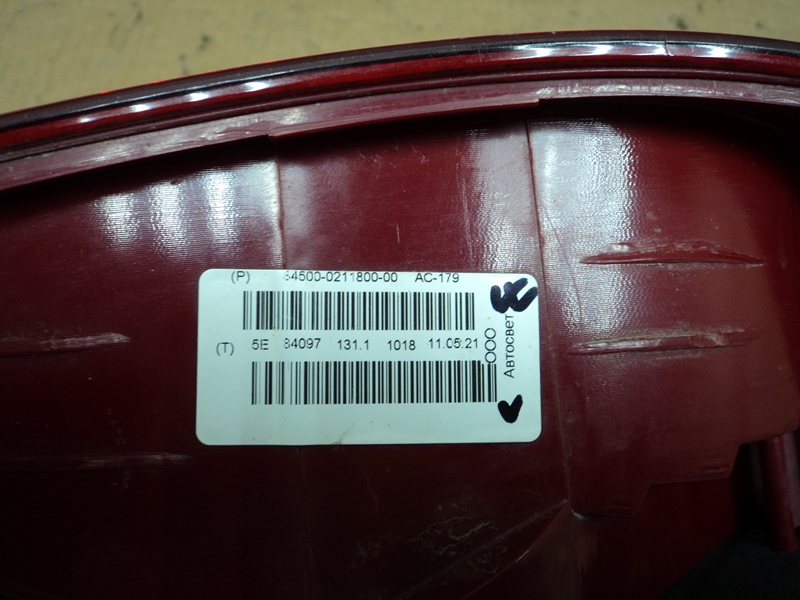 (P) 84500-0211800-00 AC-179
(T) 5E 84097 131.1 1018 11.05.21
ООО Автосвет